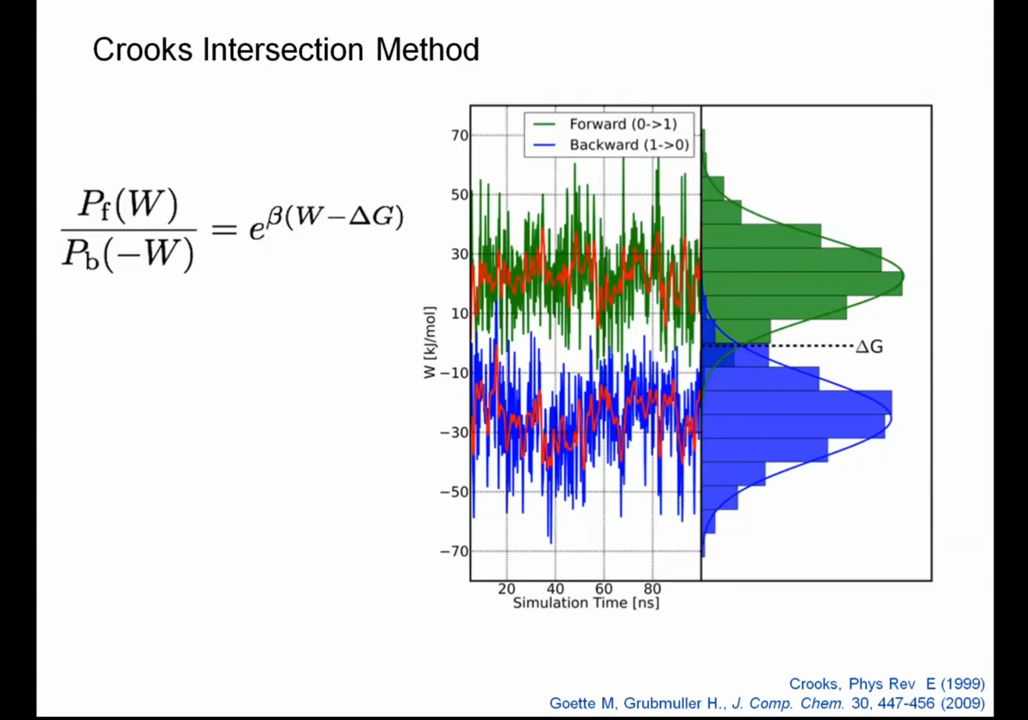 Crooks Intersection Method
P_f(W) / P_b(−W) = e^{β(W−ΔG)}
Forward (0->1)
Backward (1->0)
70
50
30
10
−10
−30
−50
−70
W [kJ/mol]
ΔG
20 40 60 80
Simulation Time [ns]
Crooks, Phys Rev E (1999)
Goette M, Grubmuller H., J. Comp. Chem. 30, 447-456 (2009)